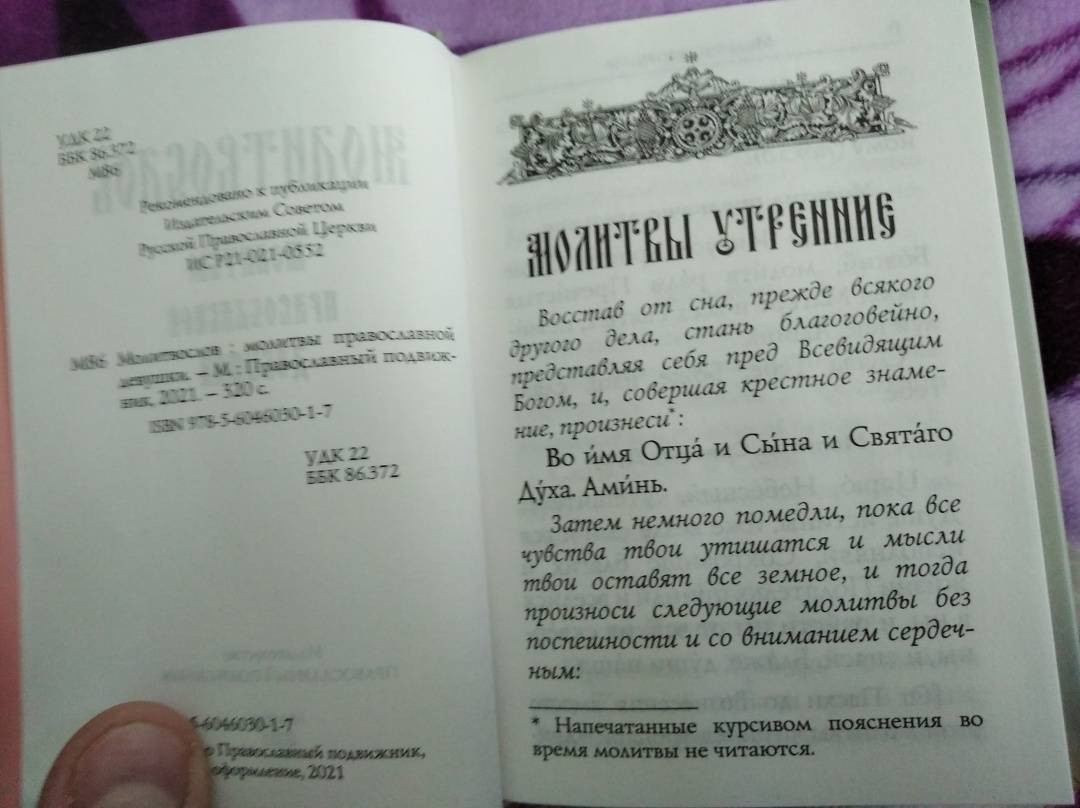 УДК 22
ББК 86.372
М86
Рекомендовано к публикации
Издательским Советом
Русской Православной Церкви
ИС Р21-021-0552
М86 Молитвослов : молитвы православной
девушки. – М. : Православный подвиж-
ник, 2021. – 320 с.
ISBN 978-5-6046030-1-7
УДК 22
ББК 86.372
5-6046030-1-7
Православный подвижник,
оформление, 2021
МОЛИТВЫ УТРЕННИЕ
Восстав от сна, прежде всякого
другого дела, стань благоговейно,
представляя себя пред Всевидящим
Богом, и, совершая крестное знаме-
ние, произнеси*:
Во и́мя Отца́ и Сы́на и Свята́го
Ду́ха. Ами́нь.
Затем немного помедли, пока все
чувства твои утишатся и мысли
твои оставят все земное, и тогда
произноси следующие молитвы без
поспешности и со вниманием сердеч-
ным:
* Напечатанные курсивом пояснения во
время молитвы не читаются.